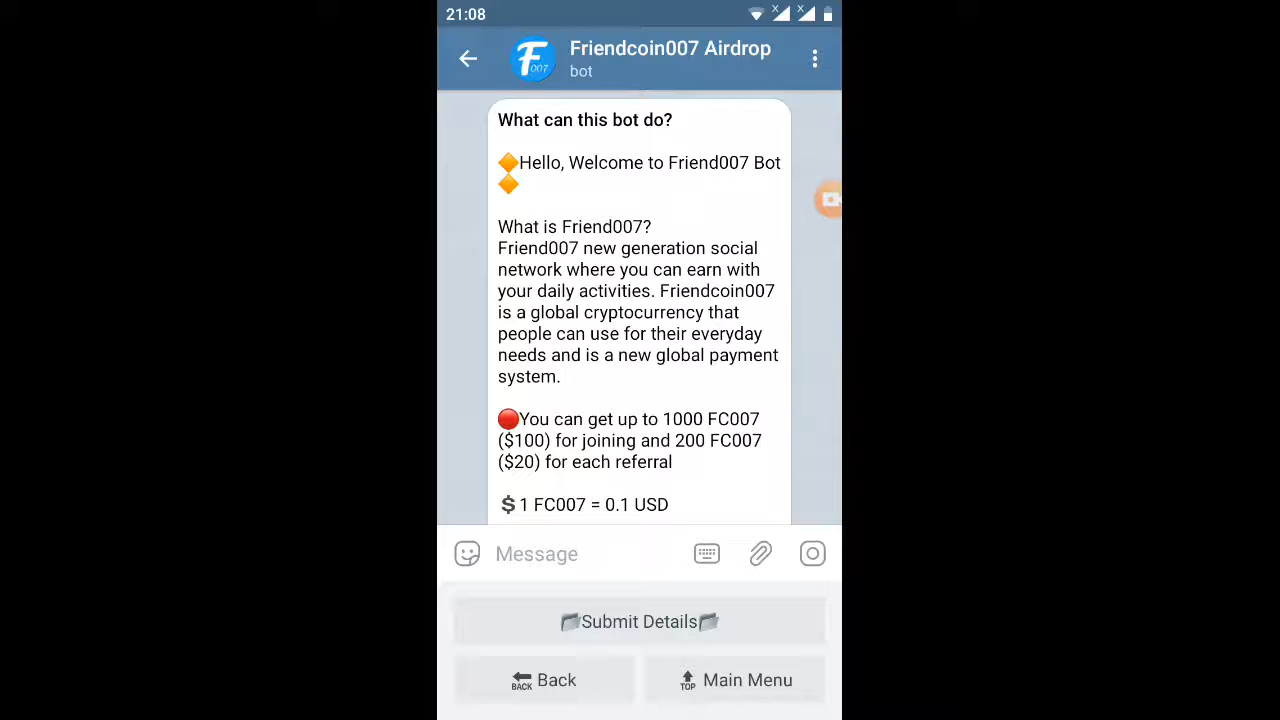 21:08
Friendcoin007 Airdrop
bot
F
007
What can this bot do?
🔶Hello, Welcome to Friend007 Bot
🔶
What is Friend007?
Friend007 new generation social
network where you can earn with
your daily activities. Friendcoin007
is a global cryptocurrency that
people can use for their everyday
needs and is a new global payment
system.
🔴You can get up to 1000 FC007
($100) for joining and 200 FC007
($20) for each referral
💲1 FC007 = 0.1 USD
Message
📂Submit Details📂
🔙 BACK Back
🔝 TOP Main Menu